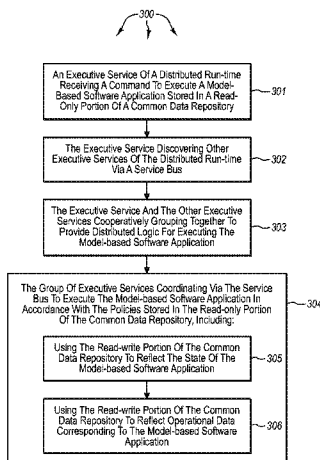 300
An Executive Service Of A Distributed Run-time
Receiving A Command To Execute A Model-
Based Software Application Stored In A Read-
Only Portion Of A Common Data Repository
301
The Executive Service Discovering Other
Executive Services Of The Distributed Run-time
Via A Service Bus
302
The Executive Service And The Other Executive
Services Cooperatively Grouping Together To
Provide Distributed Logic For Executing The
Model-based Software Application
303
The Group Of Executive Services Coordinating Via The Service
Bus To Execute The Model-based Software Application In
Accordance With The Policies Stored In The Read-only Portion
Of The Common Data Repository, Including:
304
Using The Read-write Portion Of The Common
Data Repository To Reflect The State Of The
Model-based Software Application
305
Using The Read-write Portion Of The Common
Data Repository To Reflect Operational Data
Corresponding To The Model-based Software
Application
306